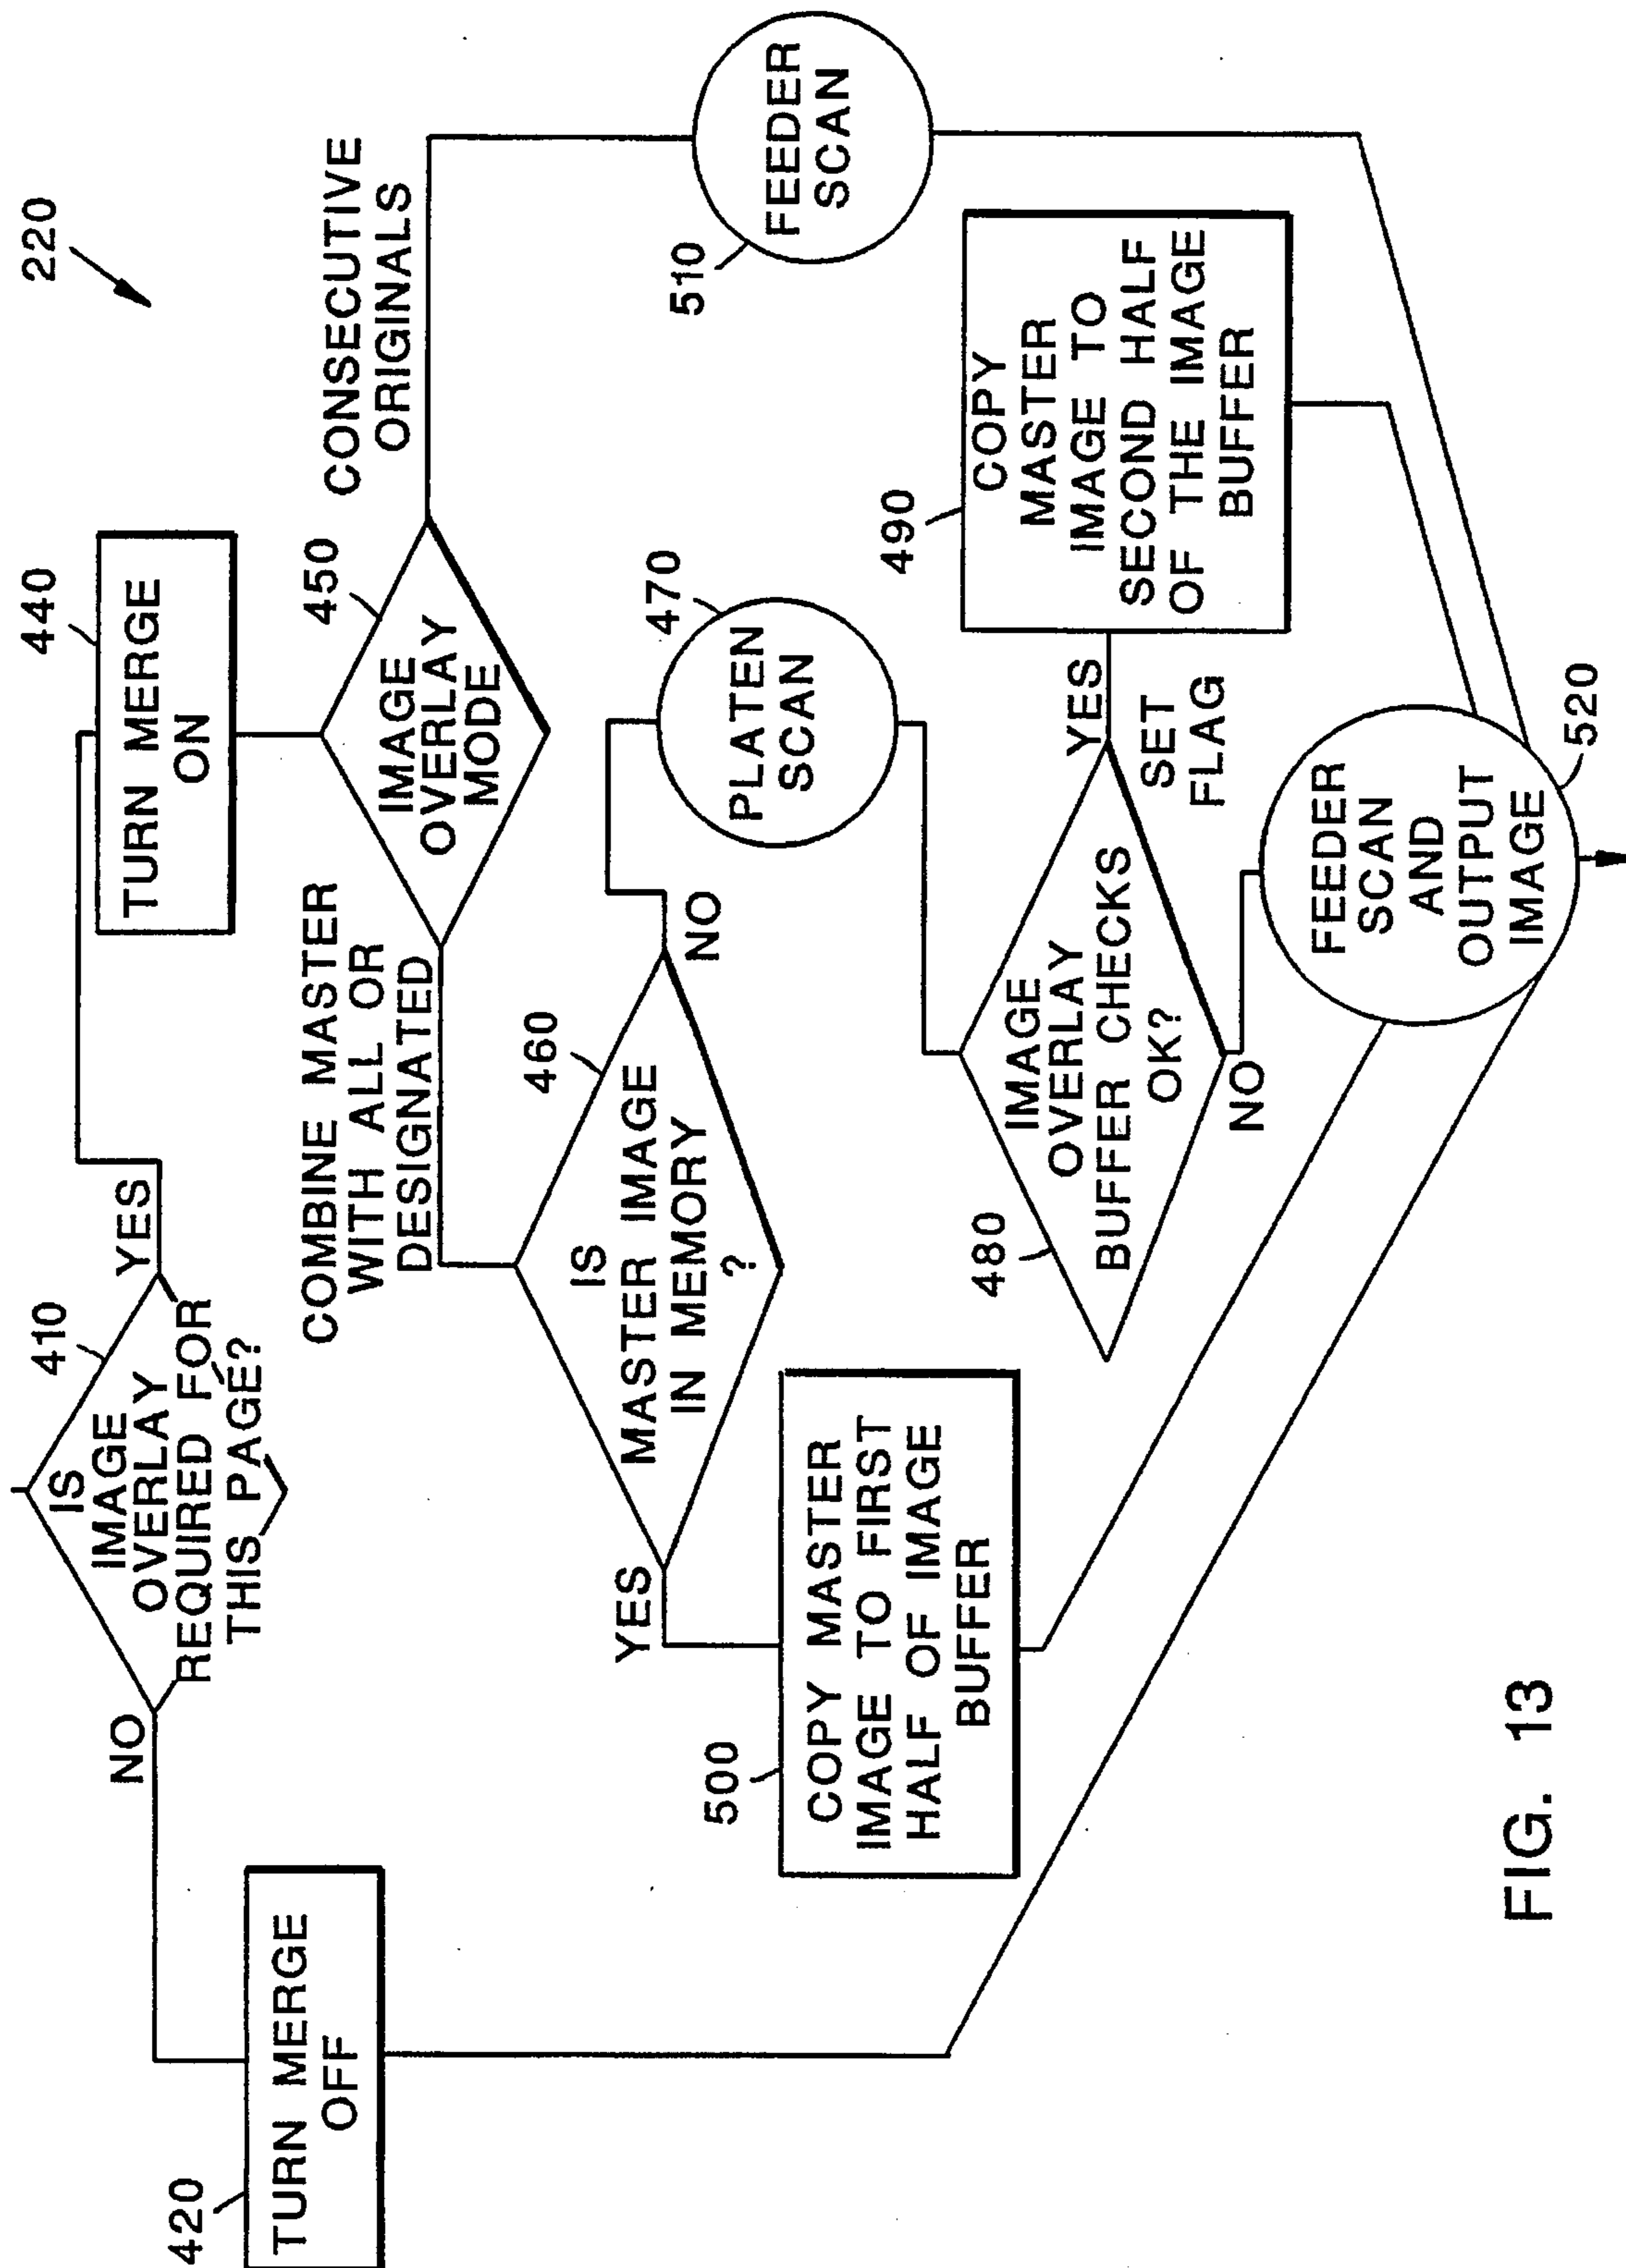 220
410
IS
IMAGE
OVERLAY
REQUIRED FOR
THIS PAGE?
NO
YES
420
TURN MERGE
OFF
440
TURN MERGE
ON
450
IMAGE
OVERLAY
MODE
COMBINE MASTER
WITH ALL OR
DESIGNATED
CONSECUTIVE
ORIGINALS
460
IS
MASTER IMAGE
IN MEMORY
?
YES
NO
500
COPY MASTER
IMAGE TO FIRST
HALF OF IMAGE
BUFFER
470
PLATEN
SCAN
510
FEEDER
SCAN
480
IMAGE
OVERLAY
BUFFER CHECKS
OK?
YES
SET
FLAG
NO
490
COPY
MASTER
IMAGE TO
SECOND HALF
OF THE IMAGE
BUFFER
FEEDER
SCAN
AND
OUTPUT
IMAGE
520
FIG. 13